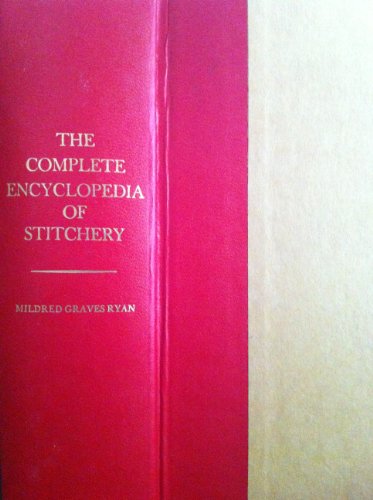 THE
COMPLETE
ENCYCLOPEDIA
OF
STITCHERY
MILDRED GRAVES RYAN